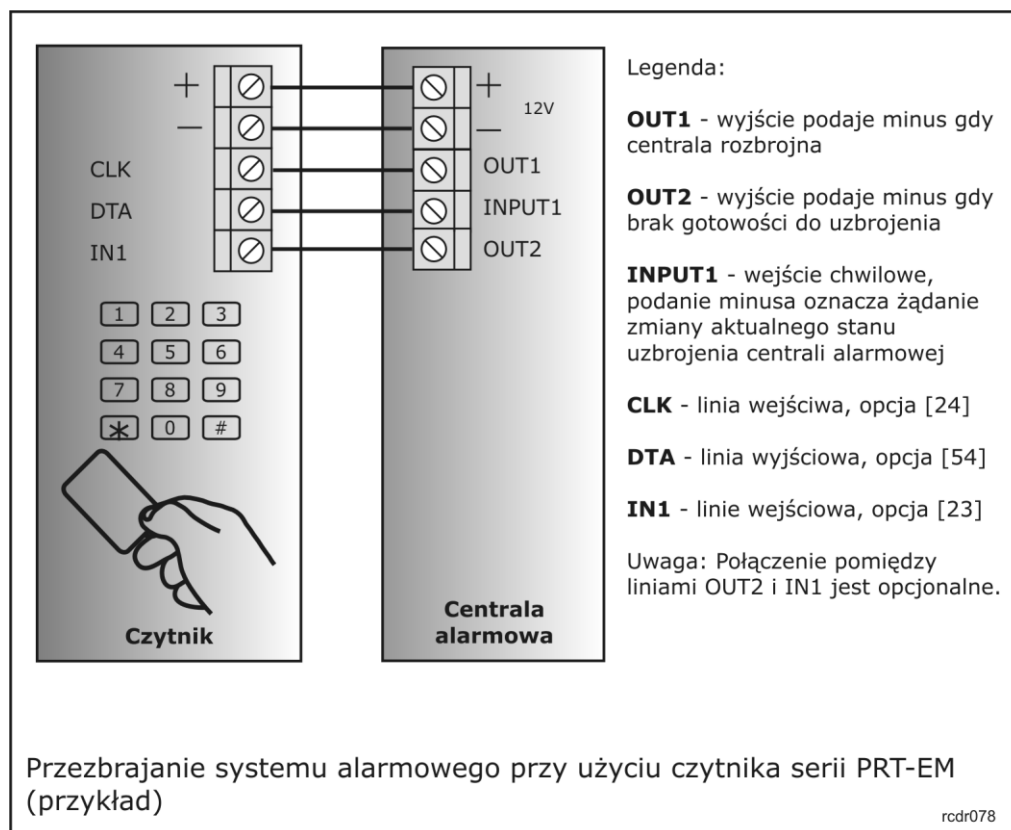 +
−
CLK
DTA
IN1
1 2 3
4 5 6
7 8 9
* 0 #
Czytnik
+
12V
−
OUT1
INPUT1
OUT2
Centrala
alarmowa
Legenda:
OUT1 - wyjście podaje minus gdy
centrala rozbrojna
OUT2 - wyjście podaje minus gdy
brak gotowości do uzbrojenia
INPUT1 - wejście chwilowe,
podanie minusa oznacza żądanie
zmiany aktualnego stanu
uzbrojenia centrali alarmowej
CLK - linia wejściwa, opcja [24]
DTA - linia wyjściowa, opcja [54]
IN1 - linie wejściowa, opcja [23]
Uwaga: Połączenie pomiędzy
liniami OUT2 i IN1 jest opcjonalne.
Przezbrajanie systemu alarmowego przy użyciu czytnika serii PRT-EM
(przykład)
rcdr078